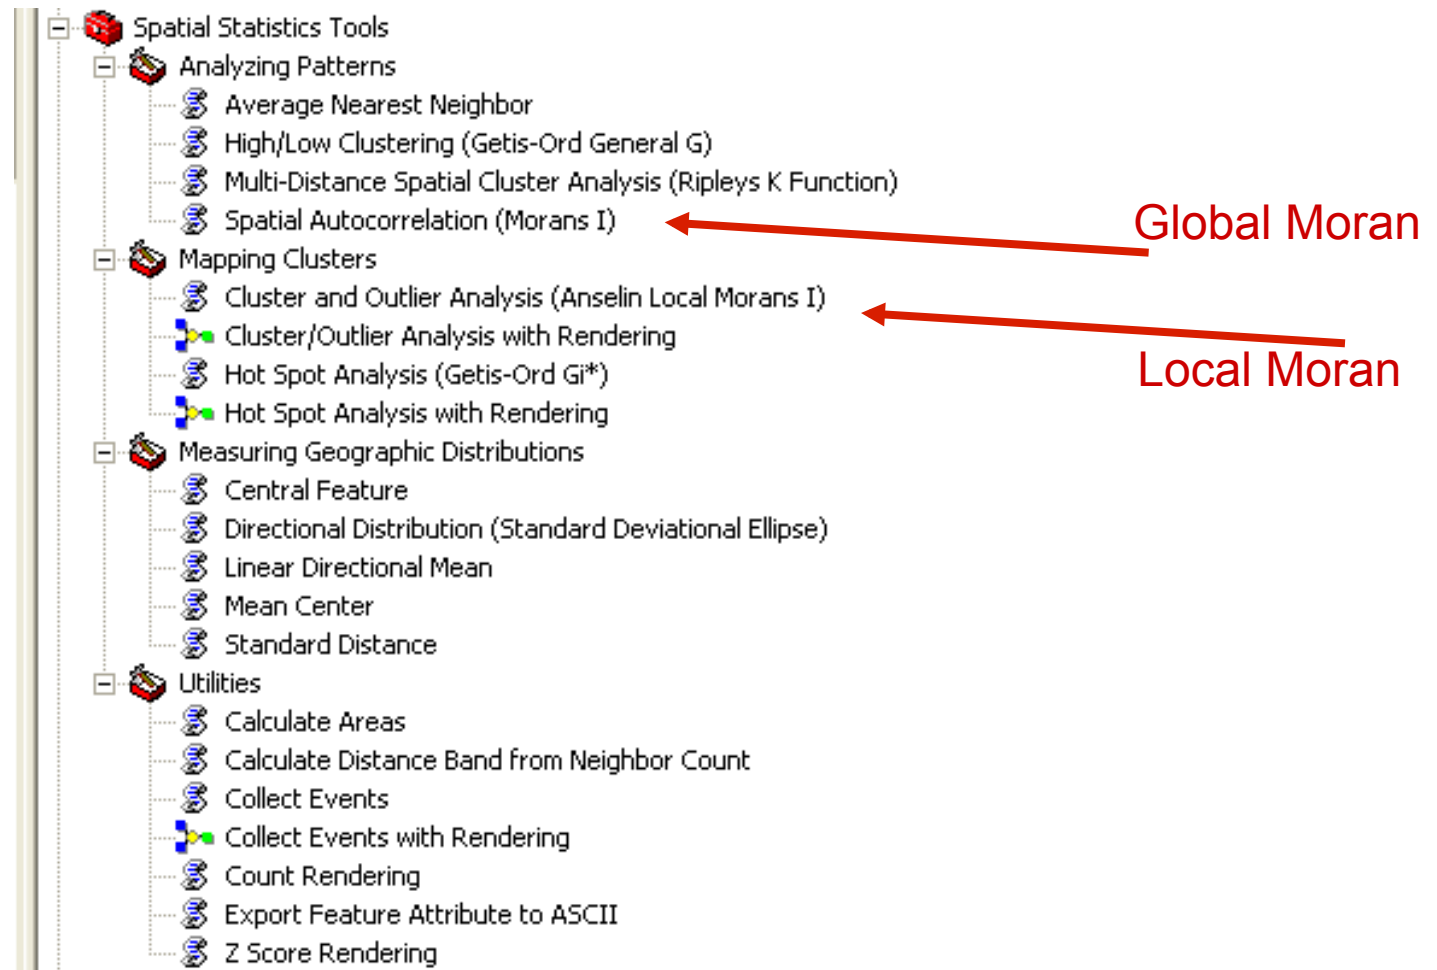 Spatial Statistics Tools
Analyzing Patterns
Average Nearest Neighbor
High/Low Clustering (Getis-Ord General G)
Multi-Distance Spatial Cluster Analysis (Ripleys K Function)
Spatial Autocorrelation (Morans I)
Global Moran
Mapping Clusters
Cluster and Outlier Analysis (Anselin Local Morans I)
Cluster/Outlier Analysis with Rendering
Local Moran
Hot Spot Analysis (Getis-Ord Gi*)
Hot Spot Analysis with Rendering
Measuring Geographic Distributions
Central Feature
Directional Distribution (Standard Deviational Ellipse)
Linear Directional Mean
Mean Center
Standard Distance
Utilities
Calculate Areas
Calculate Distance Band from Neighbor Count
Collect Events
Collect Events with Rendering
Count Rendering
Export Feature Attribute to ASCII
Z Score Rendering